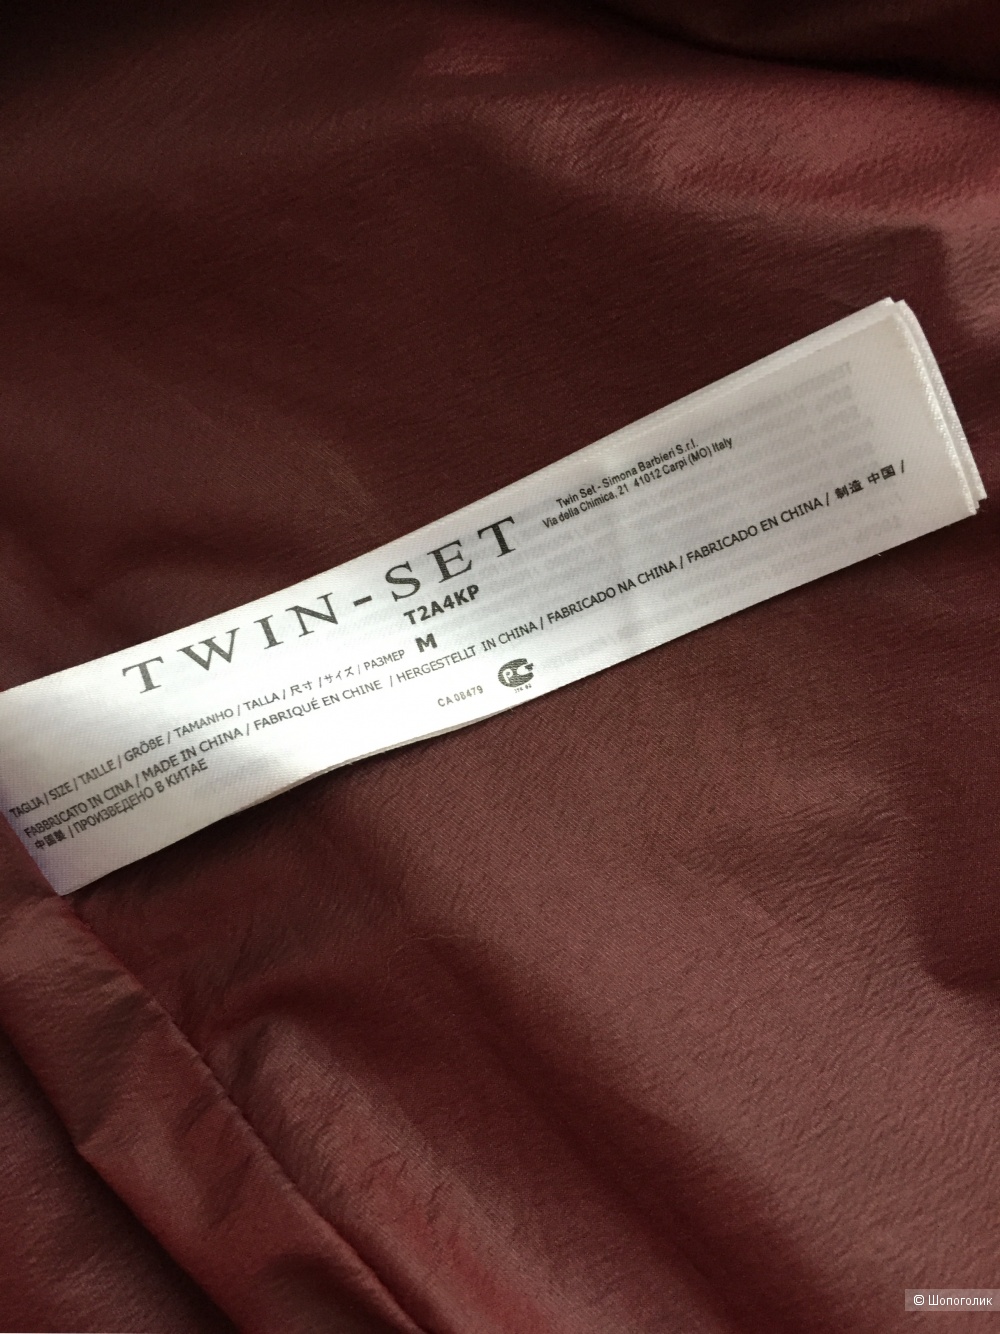 TWIN-SET
Twin Set - Simona Barbieri S.r.l.
Via della Chimica, 21 41012 Carpi (MO) Italy
T2A4KP
TAGLIA / SIZE / TAILLE / GRÖßE / TAMANHO / TALLA / 尺寸 / サイズ / РАЗМЕР M
FABBRICATO IN CINA / MADE IN CHINA / FABRIQUÉ EN CHINE / HERGESTELLT IN CHINA / FABRICADO NA CHINA / FABRICADO EN CHINA / 制造 中国 /
中国製 / ПРОИЗВЕДЕНО В КИТАЕ
CA 08479
© Шопоголик